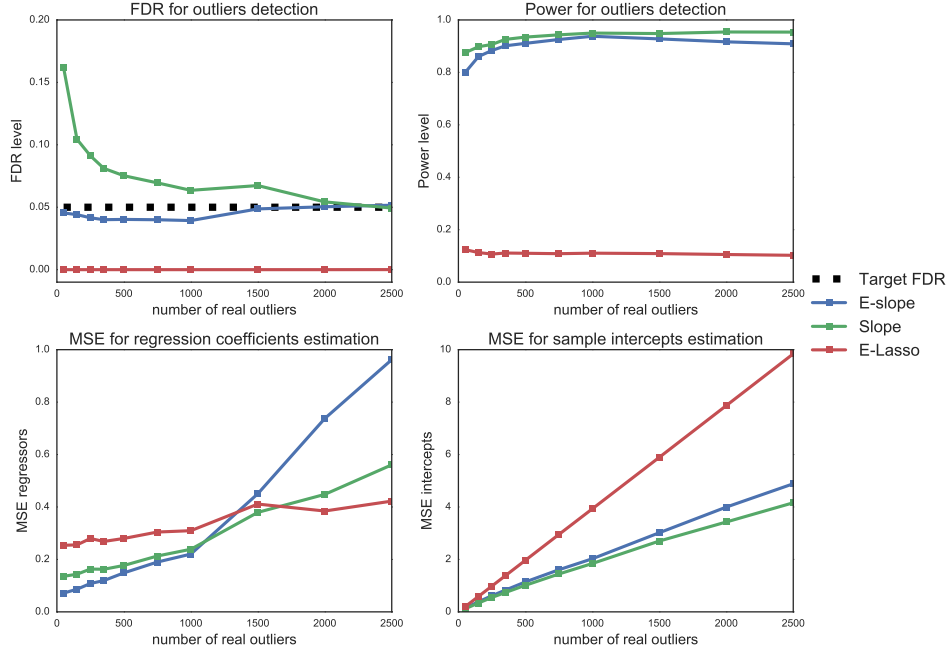 FDR for outliers detection
0.20
0.15
0.10
0.05
0.00
FDR level
0 500 1000 1500 2000 2500
number of real outliers
Power for outliers detection
1.0
0.8
0.6
0.4
0.2
0.0
Power level
0 500 1000 1500 2000 2500
number of real outliers
Target FDR
E-slope
Slope
E-Lasso
MSE for regression coefficients estimation
1.0
0.8
0.6
0.4
0.2
0.0
MSE regressors
0 500 1000 1500 2000 2500
number of real outliers
MSE for sample intercepts estimation
10
8
6
4
2
0
MSE intercepts
0 500 1000 1500 2000 2500
number of real outliers